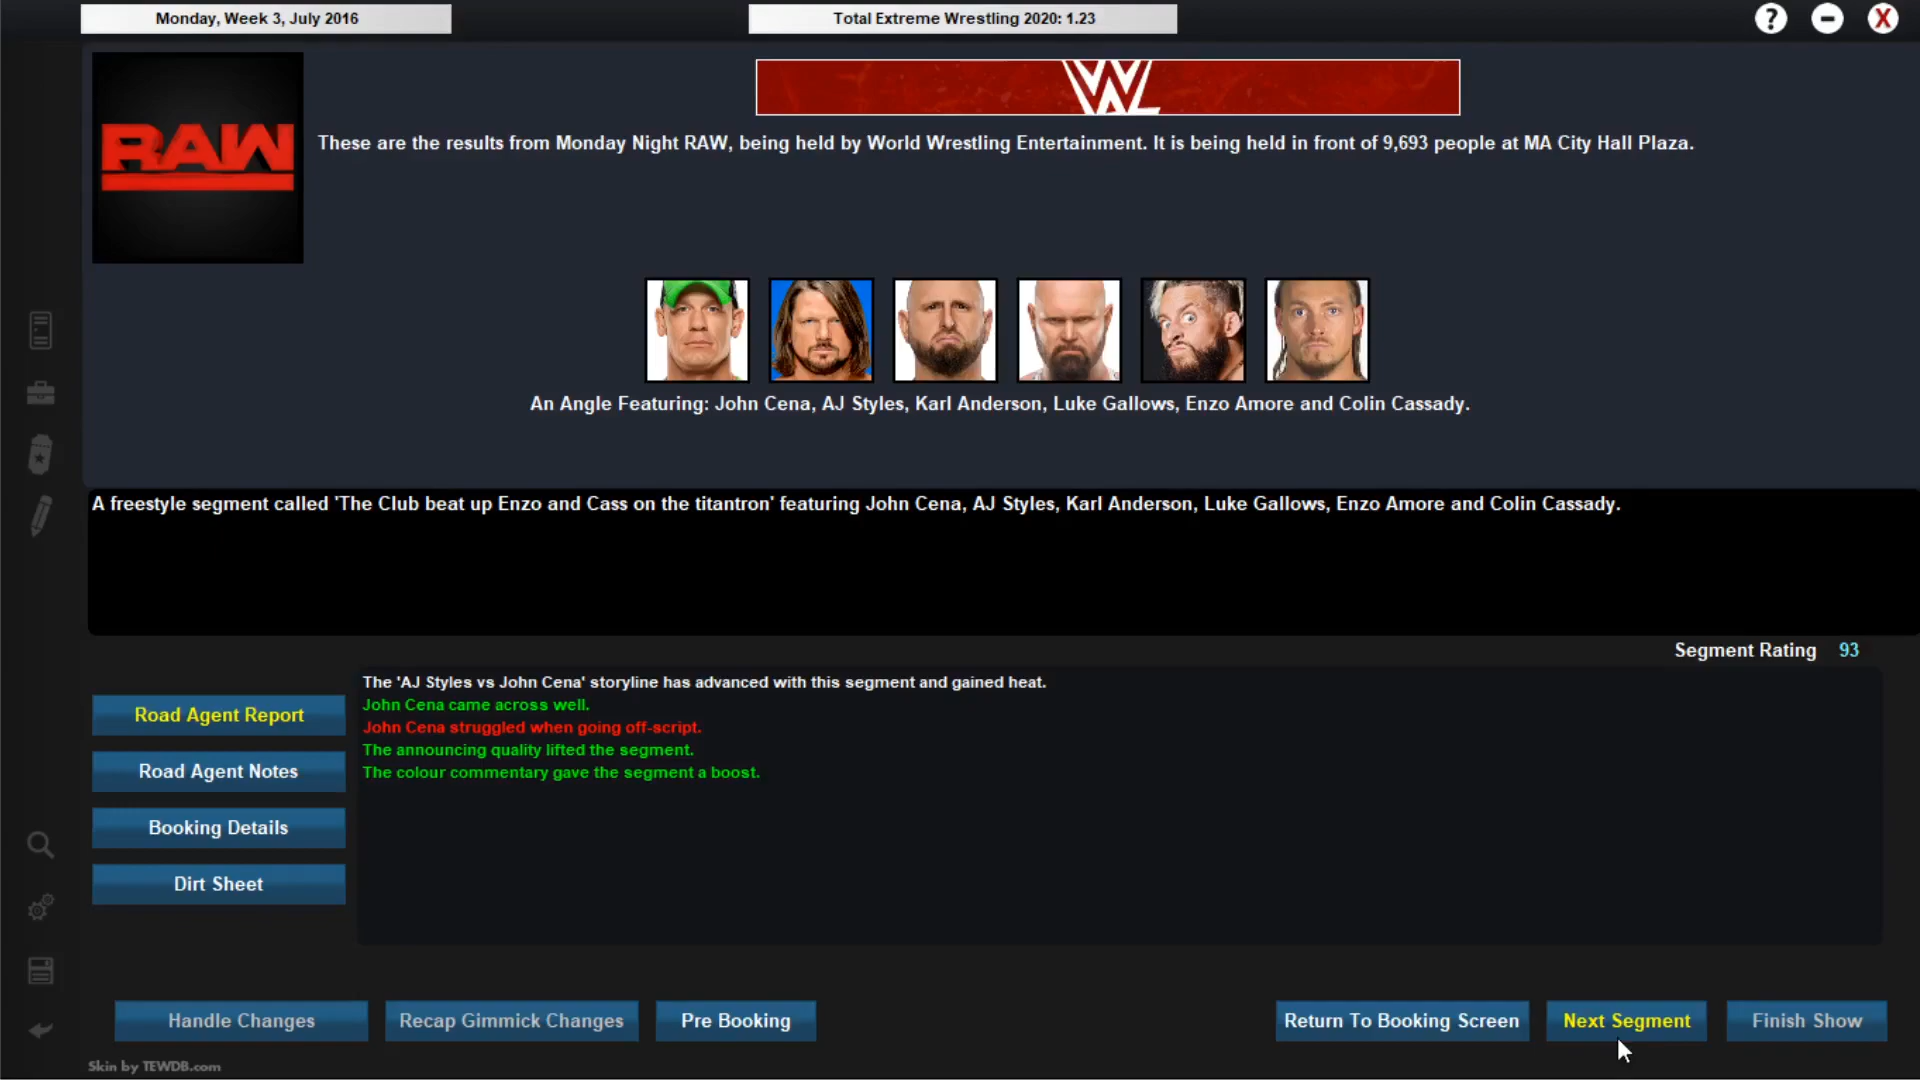 Monday, Week 3, July 2016
Total Extreme Wrestling 2020: 1.23
?
X
RAW
These are the results from Monday Night RAW, being held by World Wrestling Entertainment. It is being held in front of 9,693 people at MA City Hall Plaza.
An Angle Featuring: John Cena, AJ Styles, Karl Anderson, Luke Gallows, Enzo Amore and Colin Cassady.
A freestyle segment called 'The Club beat up Enzo and Cass on the titantron' featuring John Cena, AJ Styles, Karl Anderson, Luke Gallows, Enzo Amore and Colin Cassady.
Segment Rating 93
The 'AJ Styles vs John Cena' storyline has advanced with this segment and gained heat.
John Cena came across well.
John Cena struggled when going off-script.
The announcing quality lifted the segment.
The colour commentary gave the segment a boost.
Road Agent Report
Road Agent Notes
Booking Details
Dirt Sheet
Handle Changes
Recap Gimmick Changes
Pre Booking
Return To Booking Screen
Next Segment
Finish Show
Skin by TEWDB.com